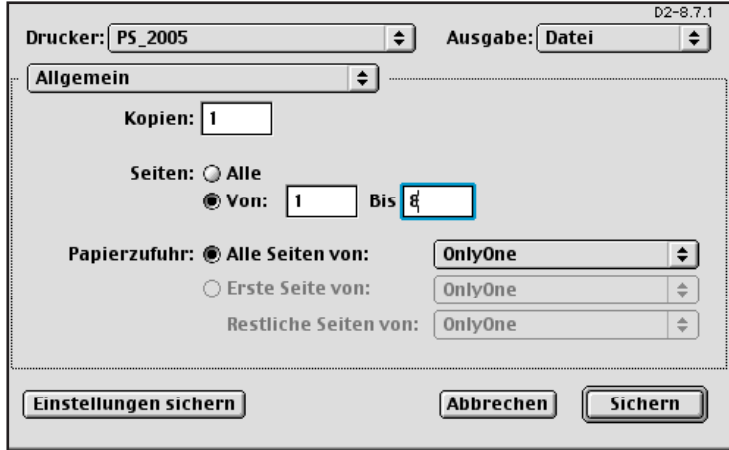 D2-8.7.1
Drucker: PS_2005 Ausgabe: Datei
Allgemein
Kopien: 1
Seiten: Alle
Von: 1 Bis 8
Papierzufuhr: Alle Seiten von: OnlyOne
Erste Seite von: OnlyOne
Restliche Seiten von: OnlyOne
Einstellungen sichern Abbrechen Sichern